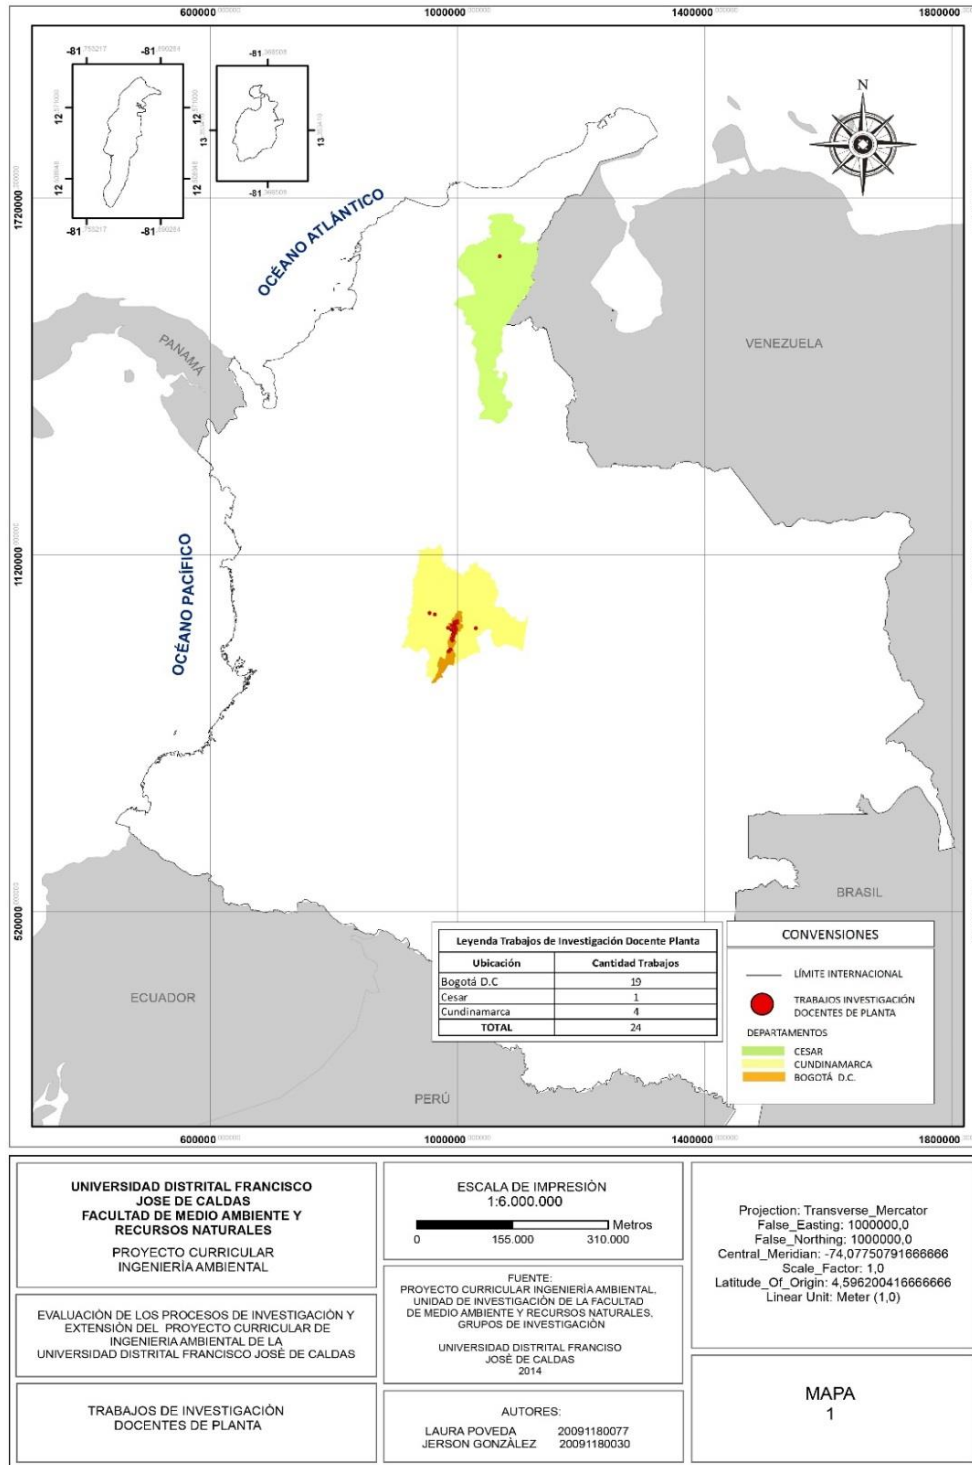 600000
1000000
1400000
1800000
-81
-81
-81
12
12
12
12
13
13
-81
-81
-81
N
1720000
OCÉANO ATLÁNTICO
PANAMÁ
VENEZUELA
1120000
OCÉANO PACÍFICO
520000
BRASIL
ECUADOR
PERÚ
Leyenda Trabajos de Investigación Docente Planta
Ubicación Cantidad Trabajos
Bogotá D.C 19
Cesar 1
Cundinamarca 4
TOTAL 24
CONVENSIONES
LÍMITE INTERNACIONAL
TRABAJOS INVESTIGACIÓN
DOCENTES DE PLANTA
DEPARTAMENTOS
CESAR
CUNDINAMARCA
BOGOTÁ D.C.
600000
1000000
1400000
1800000
UNIVERSIDAD DISTRITAL FRANCISCO
JOSE DE CALDAS
FACULTAD DE MEDIO AMBIENTE Y
RECURSOS NATURALES
PROYECTO CURRICULAR
INGENIERÍA AMBIENTAL
EVALUACIÓN DE LOS PROCESOS DE INVESTIGACIÓN Y
EXTENSIÓN DEL PROYECTO CURRICULAR DE
INGENIERIA AMBIENTAL DE LA
UNIVERSIDAD DISTRITAL FRANCISCO JOSÈ DE CALDAS
TRABAJOS DE INVESTIGACIÓN
DOCENTES DE PLANTA
ESCALA DE IMPRESIÓN
1:6.000.000
Metros
0 155.000 310.000
FUENTE:
PROYECTO CURRICULAR INGENIERÍA AMBIENTAL,
UNIDAD DE INVESTIGACIÓN DE LA FACULTAD
DE MEDIO AMBIENTE Y RECURSOS NATURALES,
GRUPOS DE INVESTIGACIÓN
UNIVERSIDAD DISTRITAL FRANCISO
JOSÈ DE CALDAS
2014
AUTORES:
LAURA POVEDA 20091180077
JERSON GONZÀLEZ 20091180030
Projection: Transverse_Mercator
False_Easting: 1000000,0
False_Northing: 1000000,0
Central_Meridian: -74,07750791666666
Scale_Factor: 1,0
Latitude_Of_Origin: 4,596200416666666
Linear Unit: Meter (1,0)
MAPA
1